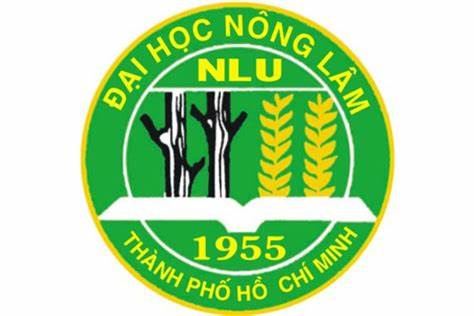 ĐẠI HỌC NÔNG LÂM
NLU
1955
THÀNH PHỐ HỒ CHÍ MINH